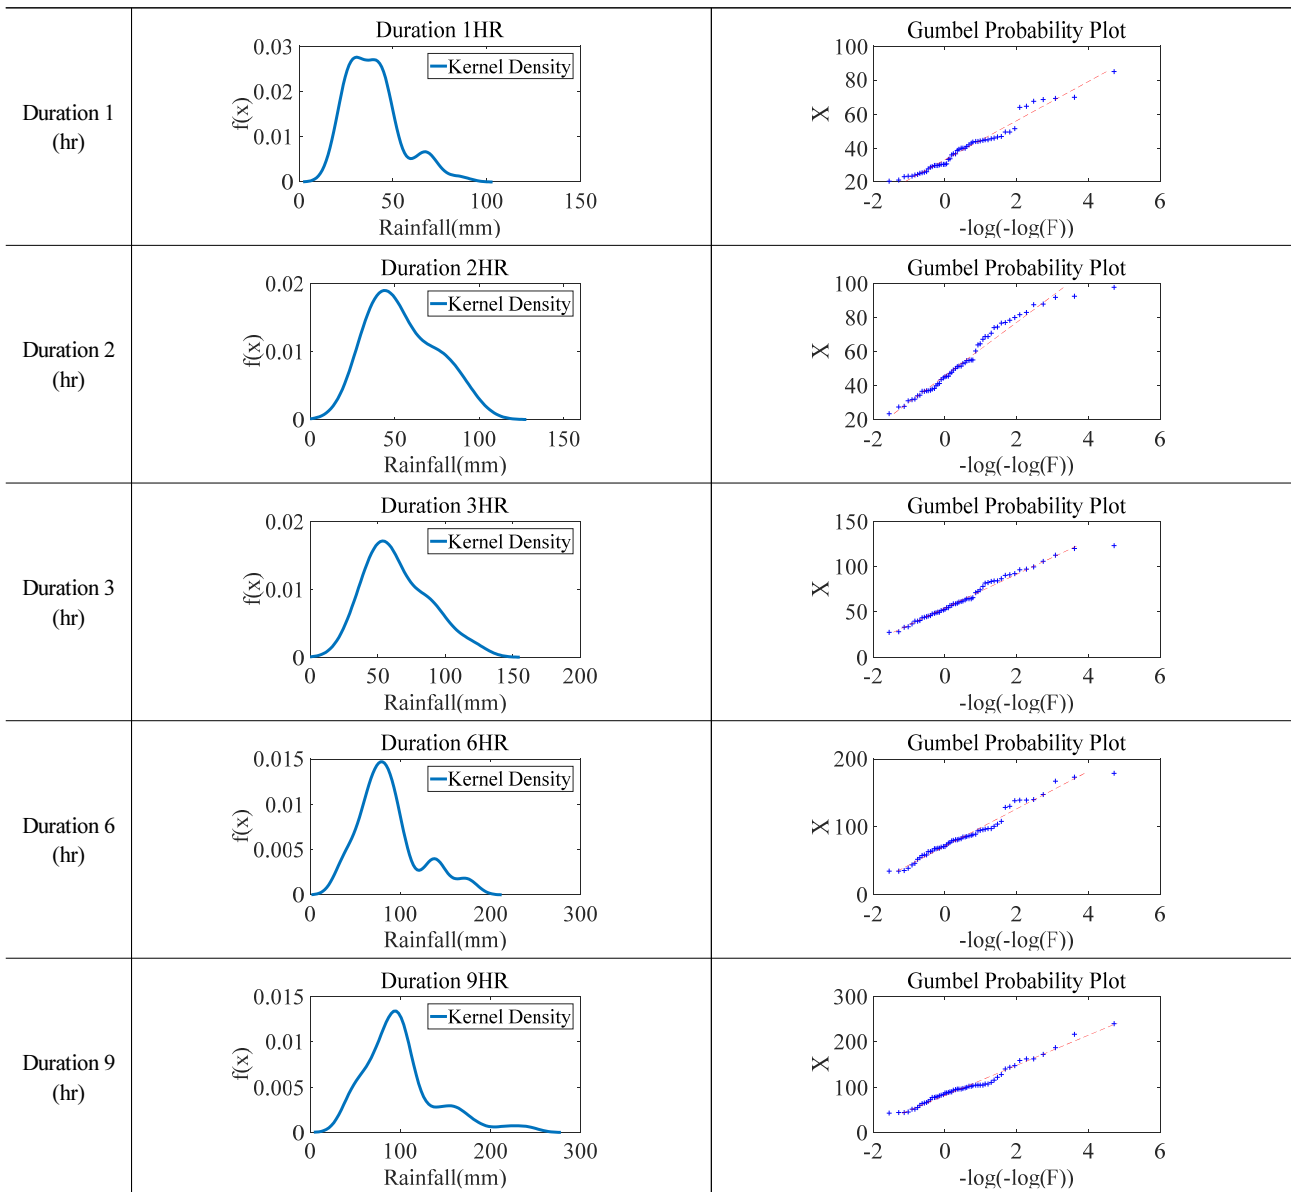 Duration 1
(hr)
Duration 1HR
0.03
0.02
0.01
0
f(x)
Kernel Density
0
50
100
150
Rainfall(mm)
Gumbel Probability Plot
100
80
60
40
20
X
-2
0
2
4
6
-log(-log(F))
Duration 2
(hr)
Duration 2HR
0.02
0.01
0
f(x)
Kernel Density
0
50
100
150
Rainfall(mm)
Gumbel Probability Plot
100
80
60
40
20
X
-2
0
2
4
6
-log(-log(F))
Duration 3
(hr)
Duration 3HR
0.02
0.01
0
f(x)
Kernel Density
0
50
100
150
200
Rainfall(mm)
Gumbel Probability Plot
150
100
50
0
X
-2
0
2
4
6
-log(-log(F))
Duration 6
(hr)
Duration 6HR
0.015
0.01
0.005
0
f(x)
Kernel Density
0
100
200
300
Rainfall(mm)
Gumbel Probability Plot
200
100
0
X
-2
0
2
4
6
-log(-log(F))
Duration 9
(hr)
Duration 9HR
0.015
0.01
0.005
0
f(x)
Kernel Density
0
100
200
300
Rainfall(mm)
Gumbel Probability Plot
300
200
100
0
X
-2
0
2
4
6
-log(-log(F))